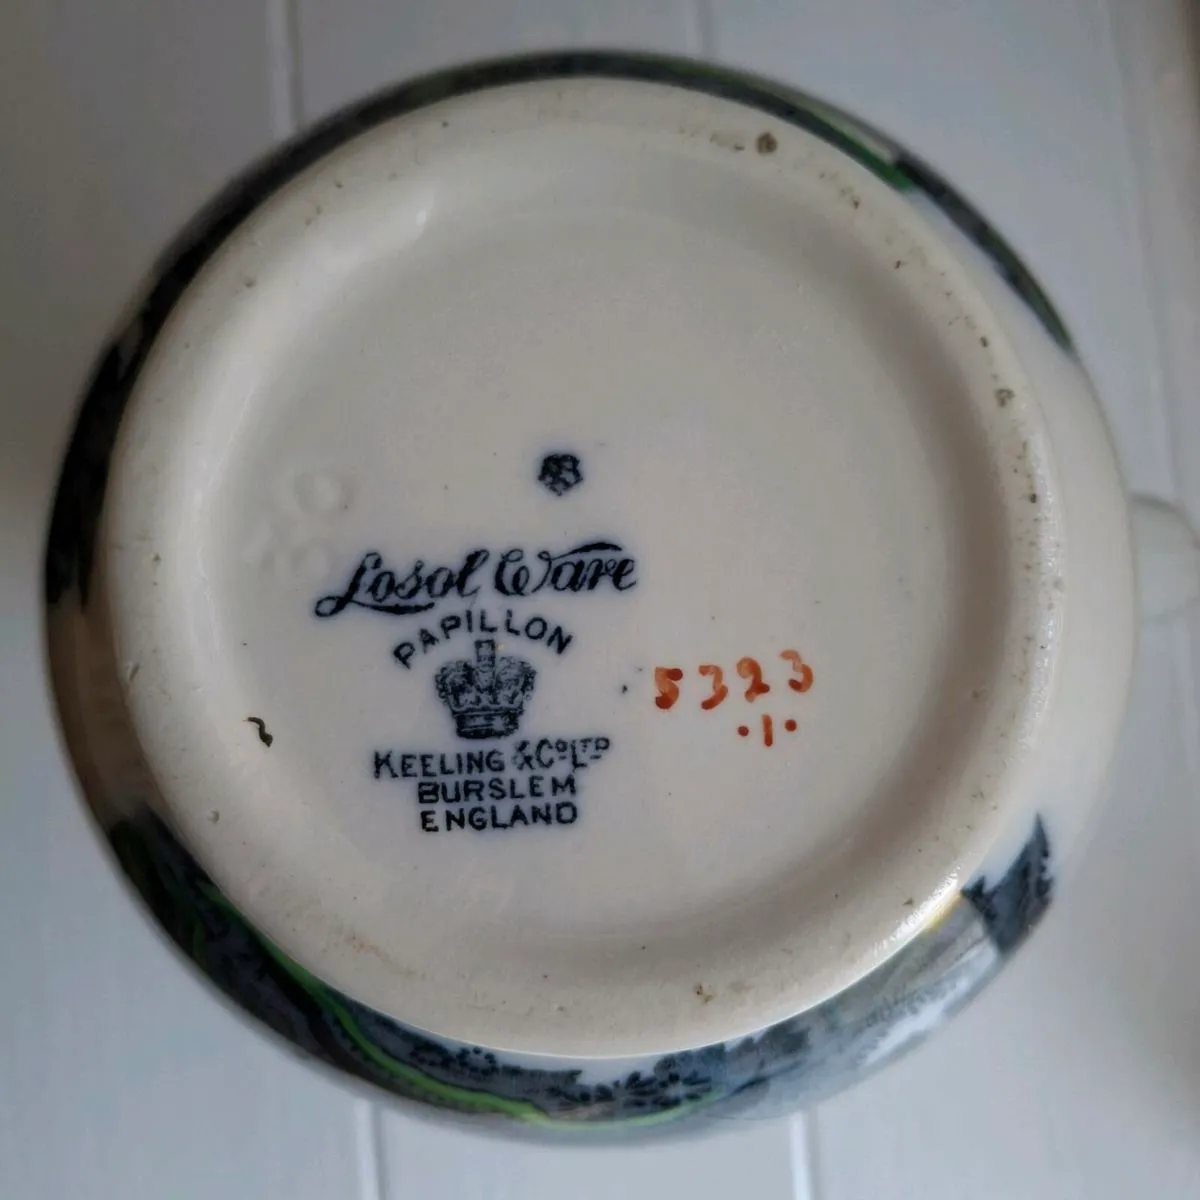 Losol Ware
PAPILLON
KEELING & Co LTD
BURSLEM
ENGLAND
5323
·1·